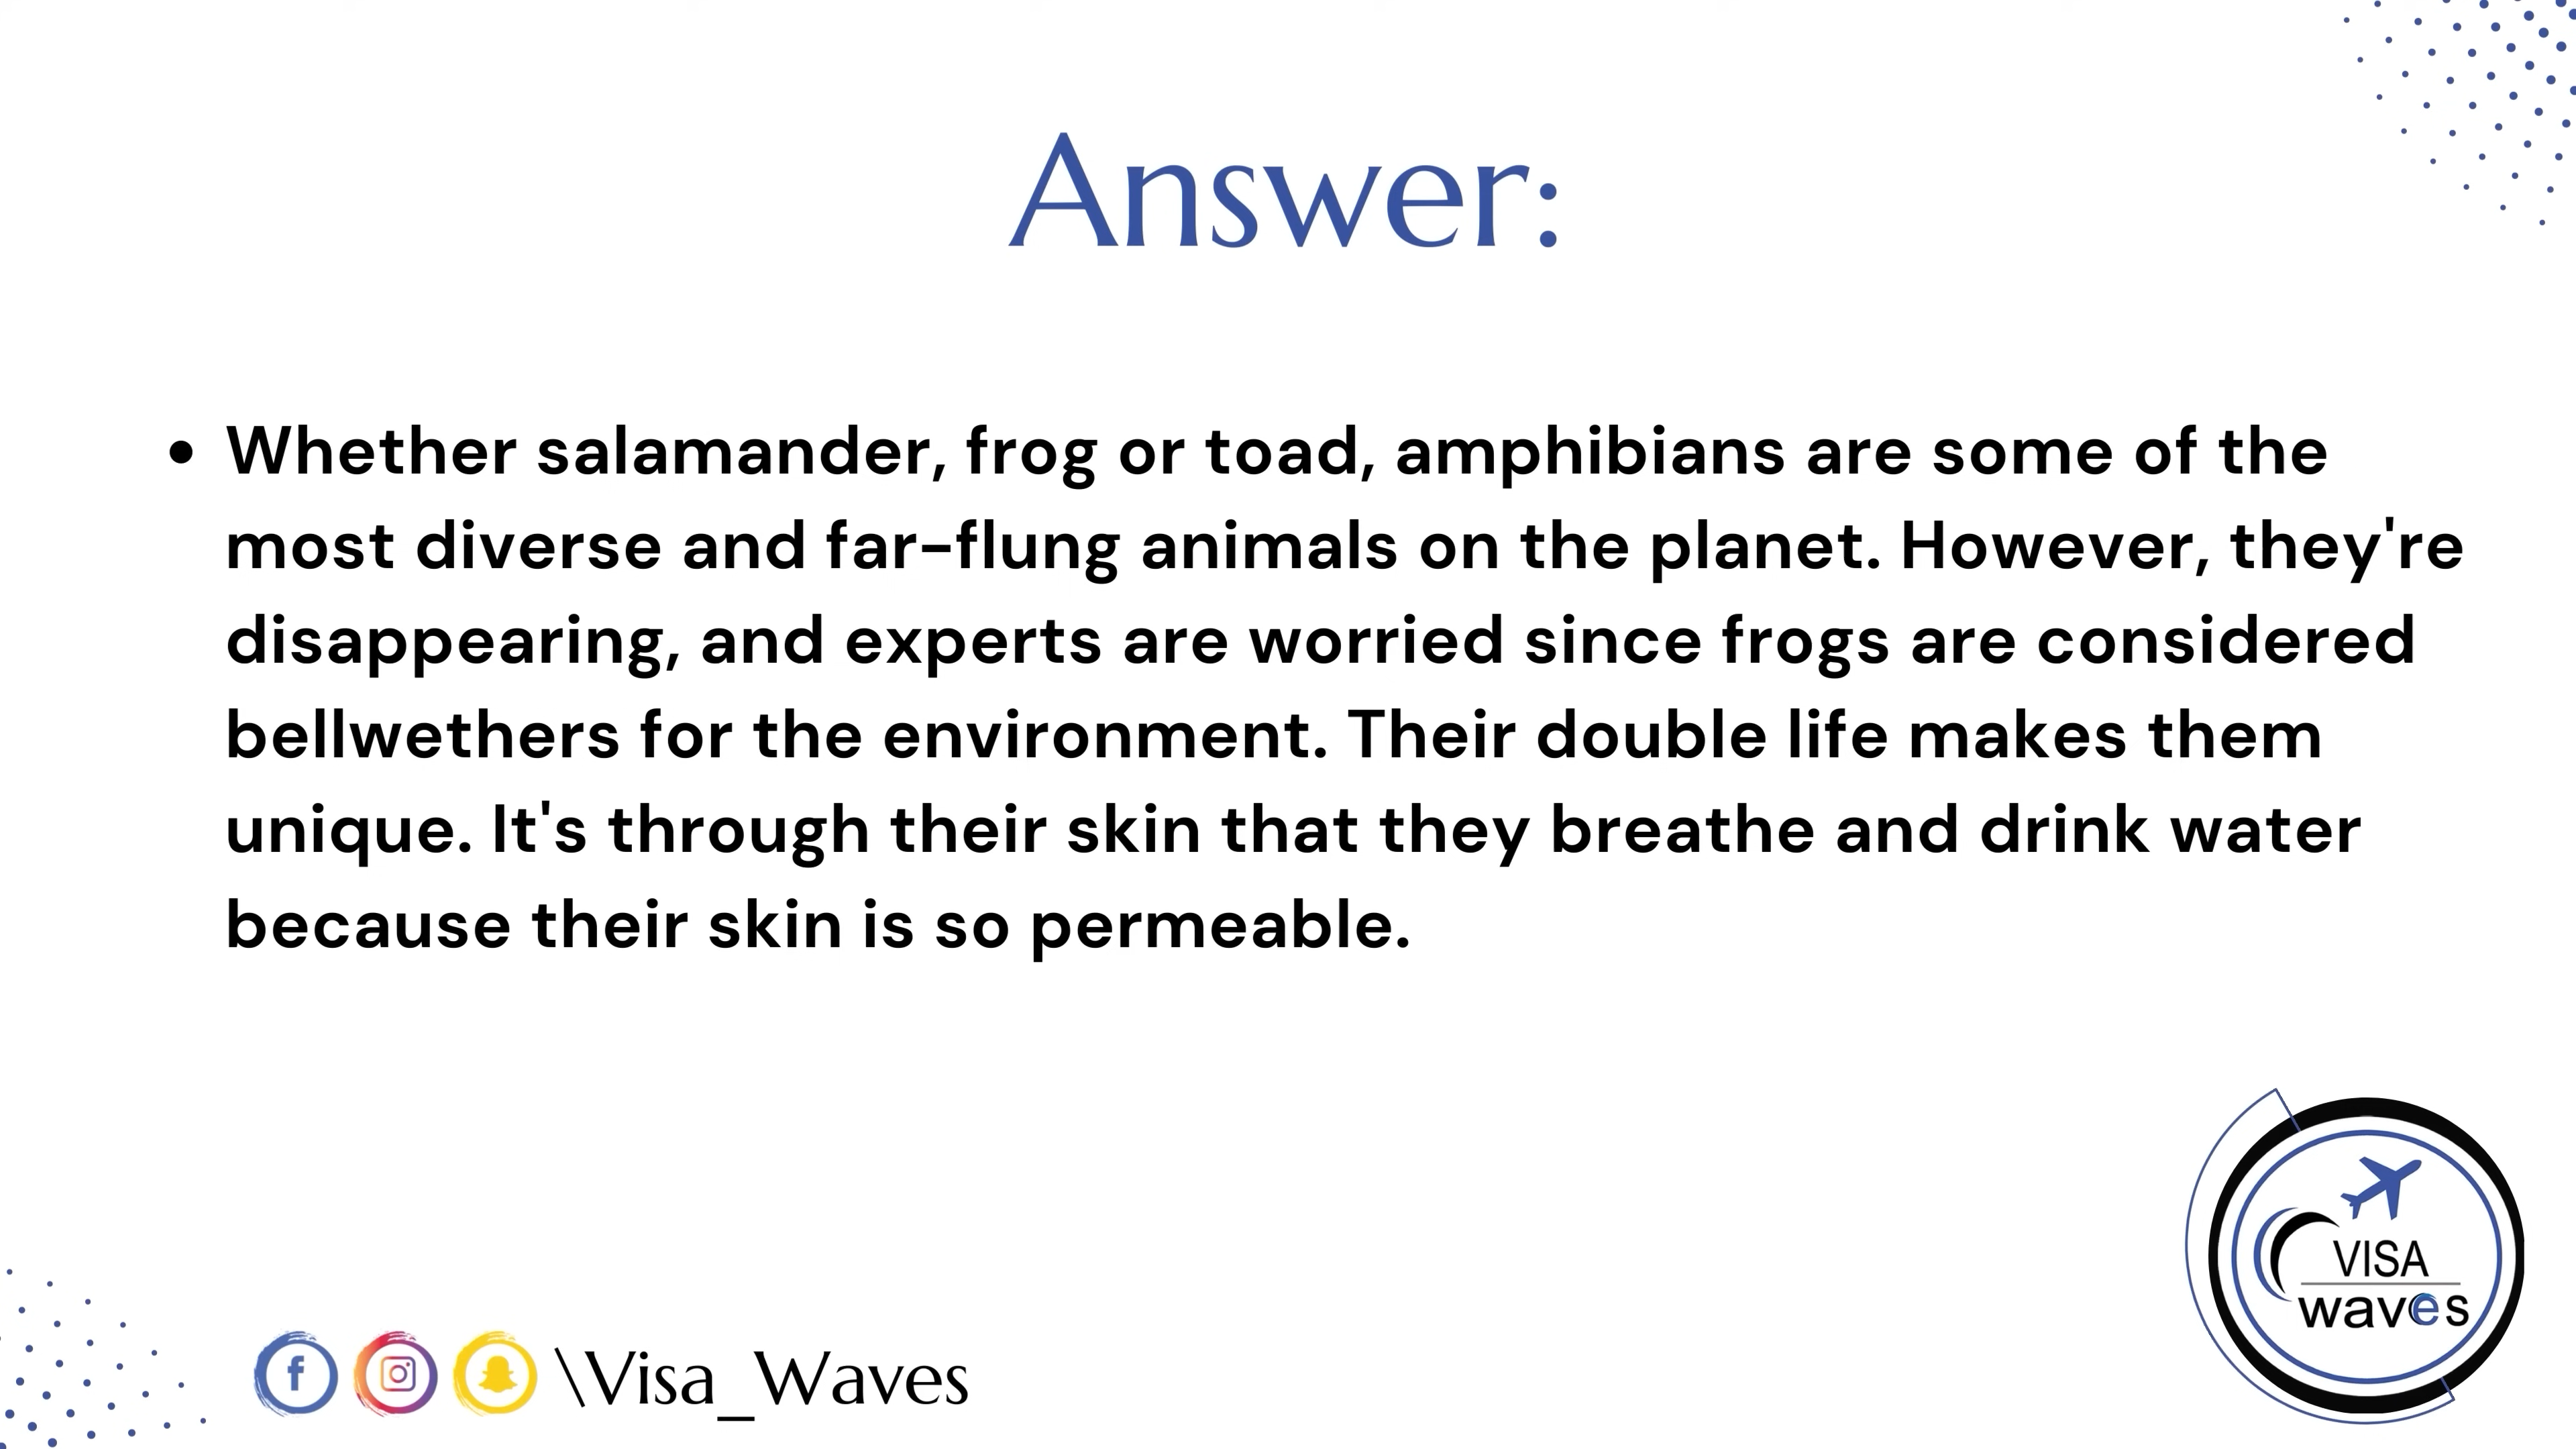 Answer:
• Whether salamander, frog or toad, amphibians are some of the
most diverse and far-flung animals on the planet. However, they're
disappearing, and experts are worried since frogs are considered
bellwethers for the environment. Their double life makes them
unique. It's through their skin that they breathe and drink water
because their skin is so permeable.
VISA
waves
\Visa_Waves